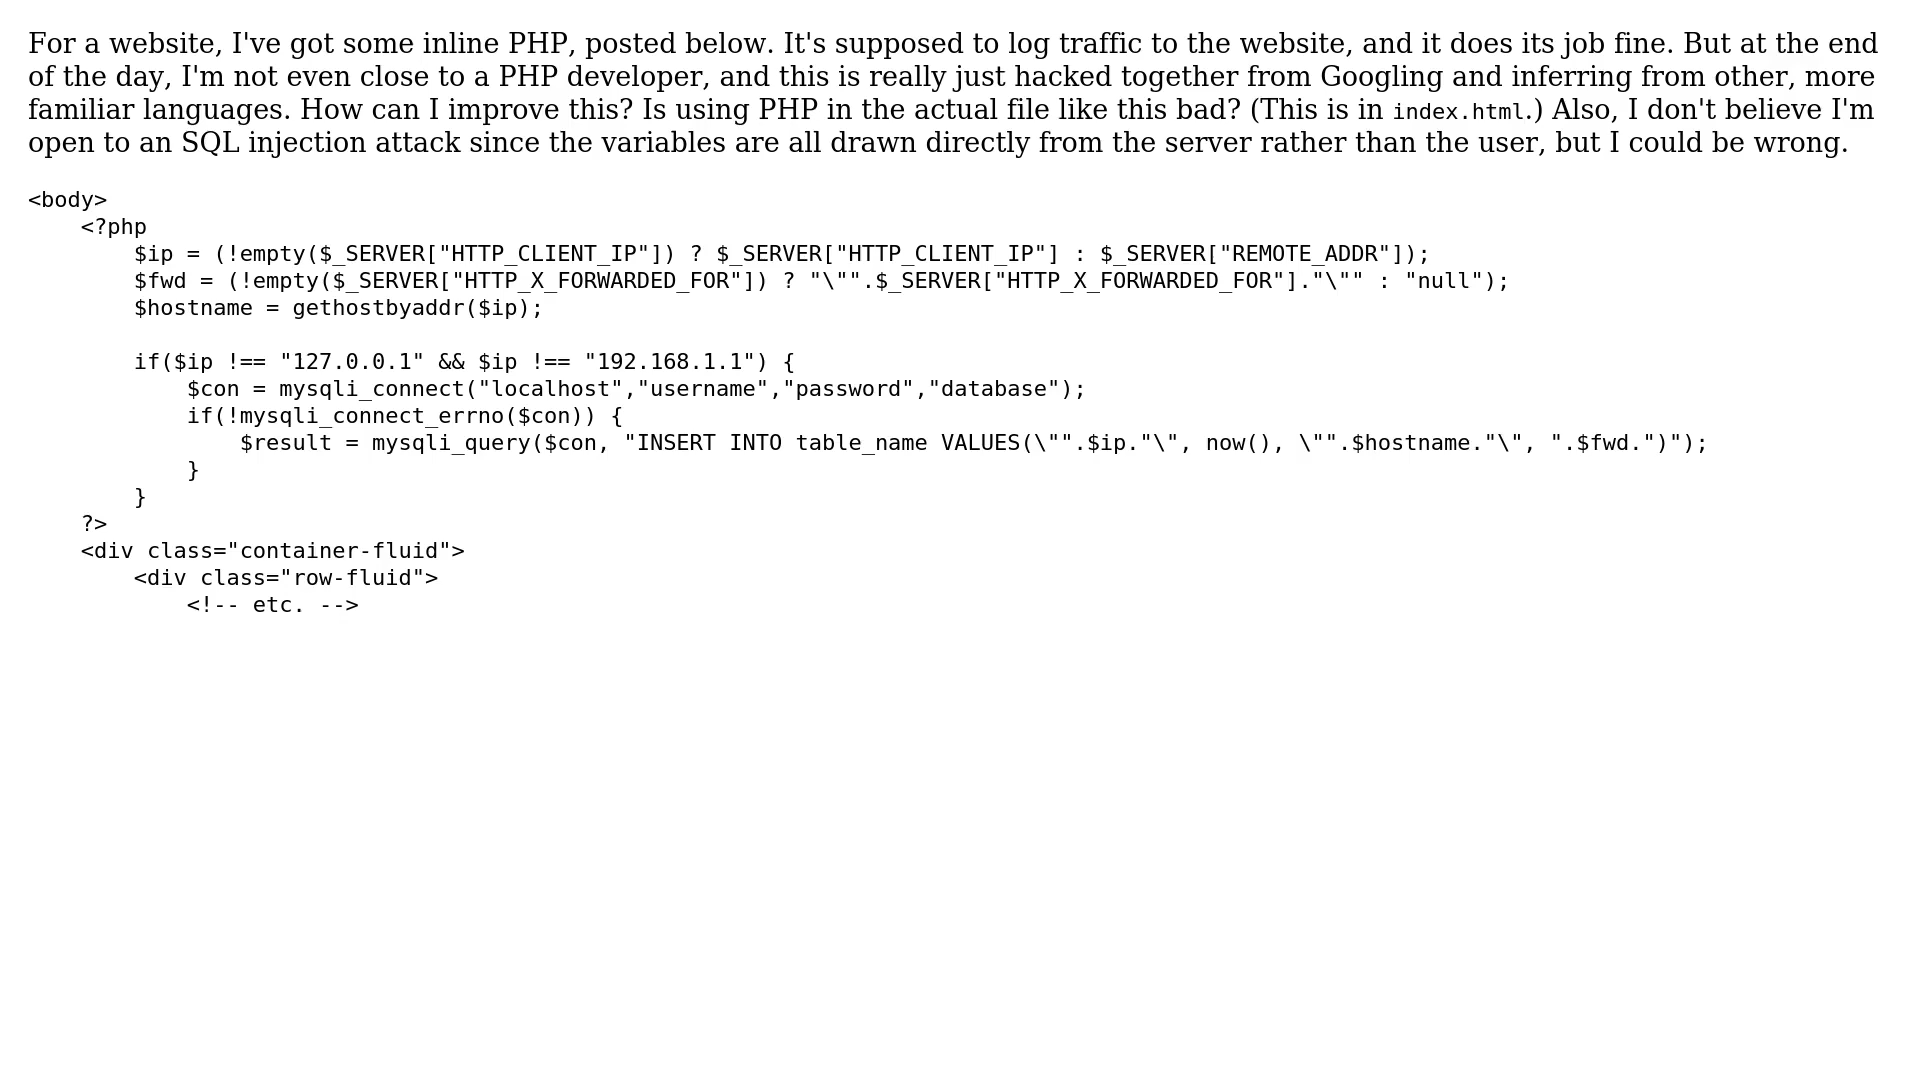 For a website, I've got some inline PHP, posted below. It's supposed to log traffic to the website, and it does its job fine. But at the end
of the day, I'm not even close to a PHP developer, and this is really just hacked together from Googling and inferring from other, more
familiar languages. How can I improve this? Is using PHP in the actual file like this bad? (This is in index.html.) Also, I don't believe I'm
open to an SQL injection attack since the variables are all drawn directly from the server rather than the user, but I could be wrong.
<body>
    <?php
        $ip = (!empty($_SERVER["HTTP_CLIENT_IP"]) ? $_SERVER["HTTP_CLIENT_IP"] : $_SERVER["REMOTE_ADDR"]);
        $fwd = (!empty($_SERVER["HTTP_X_FORWARDED_FOR"]) ? "\"".$_SERVER["HTTP_X_FORWARDED_FOR"]."\"" : "null");
        $hostname = gethostbyaddr($ip);
        if($ip !== "127.0.0.1" && $ip !== "192.168.1.1") {
            $con = mysqli_connect("localhost","username","password","database");
            if(!mysqli_connect_errno($con)) {
                $result = mysqli_query($con, "INSERT INTO table_name VALUES(\"".$ip."\", now(), \"".$hostname."\", ".$fwd.")");
            }
        }
    ?>
    <div class="container-fluid">
        <div class="row-fluid">
            <!-- etc. -->